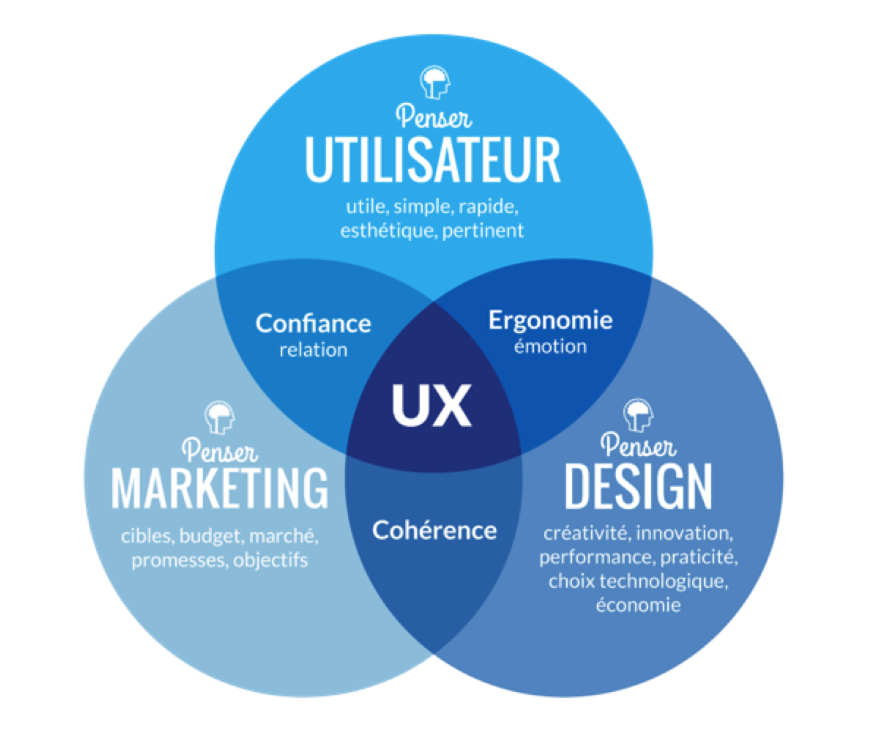 Penser
UTILISATEUR
utile, simple, rapide,
esthétique, pertinent
Confiance
relation
Ergonomie
émotion
UX
Penser
MARKETING
cibles, budget, marché,
promesses, objectifs
Cohérence
Penser
DESIGN
créativité, innovation,
performance, praticité,
choix technologique,
économie